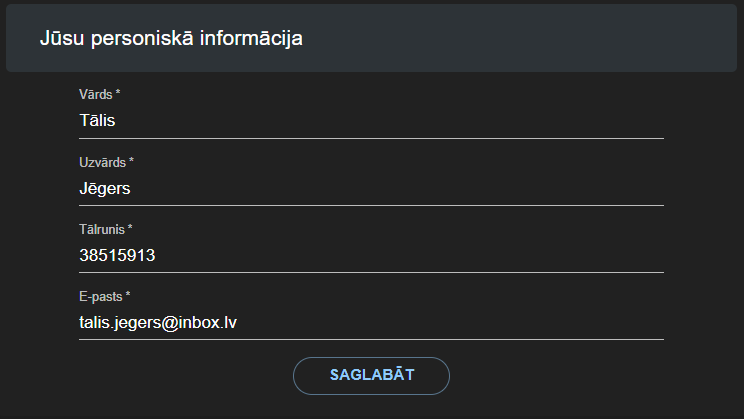 Jūsu personiskā informācija
Vārds *
Tālis
Uzvārds *
Jēgers
Tālrunis *
38515913
E-pasts *
talis.jegers@inbox.lv
SAGLABĀT